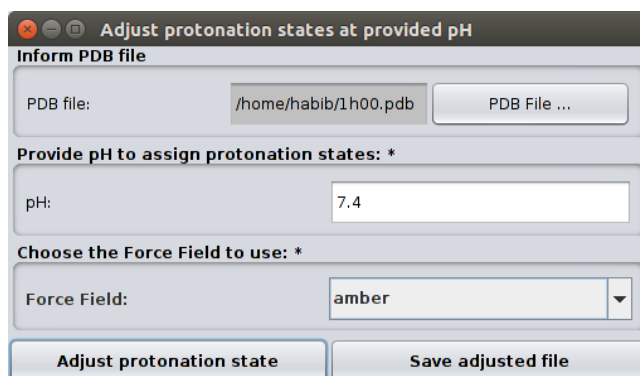 Adjust protonation states at provided pH
Inform PDB file
PDB file: /home/habib/1h00.pdb PDB File ...
Provide pH to assign protonation states: *
pH: 7.4
Choose the Force Field to use: *
Force Field: amber
Adjust protonation state Save adjusted file